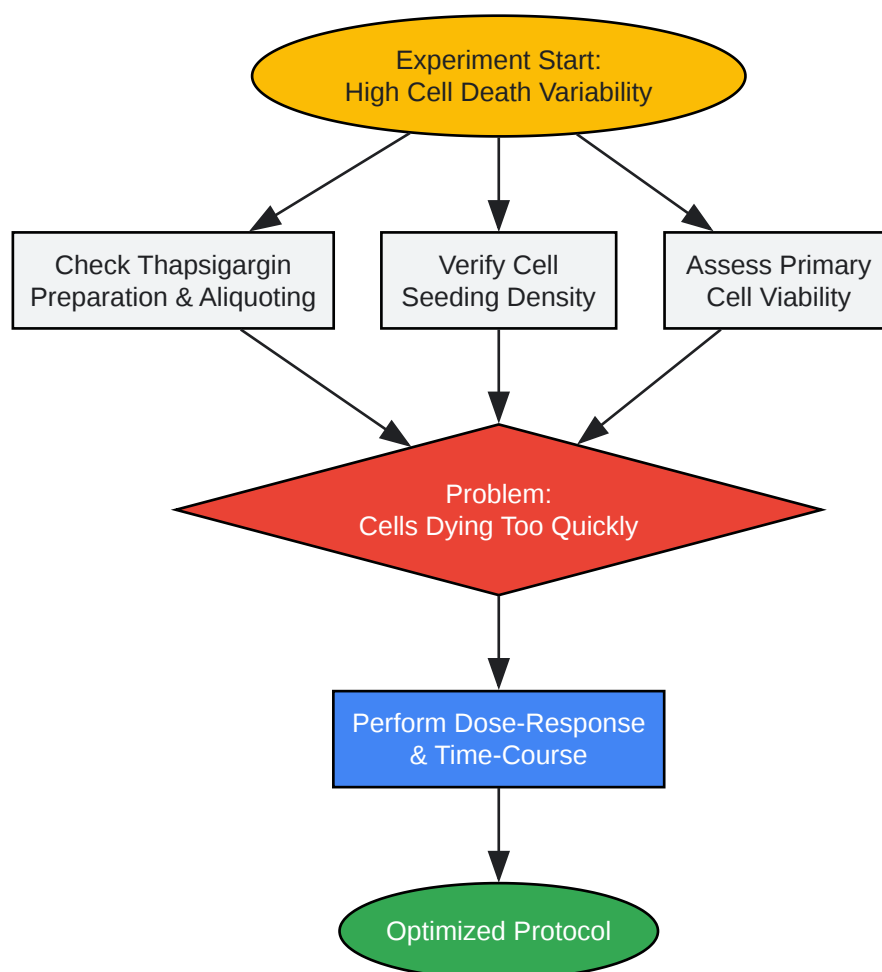 Experiment Start:
High Cell Death Variability
Check Thapsigargin
Preparation & Aliquoting
Verify Cell
Seeding Density
Assess Primary
Cell Viability
Problem:
Cells Dying Too Quickly
Perform Dose-Response
& Time-Course
Optimized Protocol